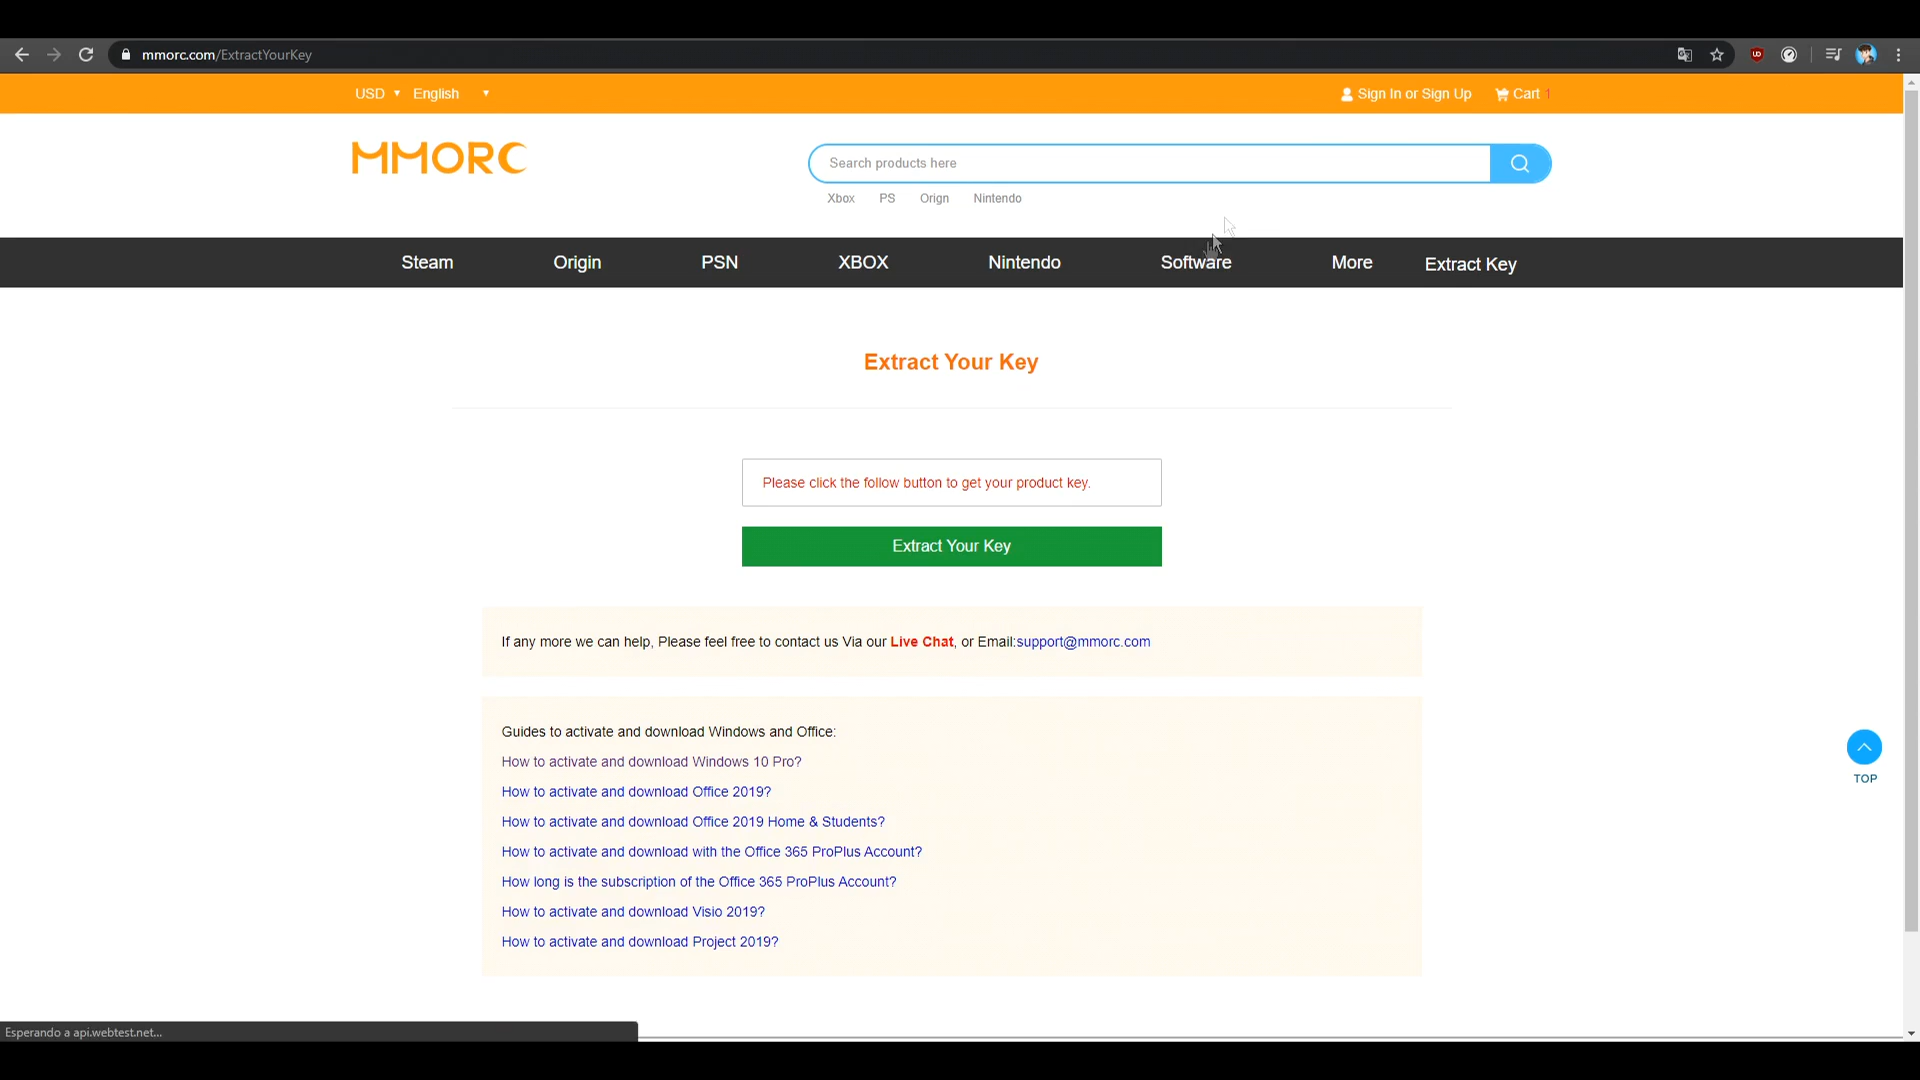 mmorc.com/ExtractYourKey
USD English
Sign In or Sign Up Cart 1
MMORC
Search products here
Xbox PS Orign Nintendo
Steam Origin PSN XBOX Nintendo Software More Extract Key
Extract Your Key
Please click the follow button to get your product key.
Extract Your Key
If any more we can help, Please feel free to contact us Via our Live Chat, or Email:support@mmorc.com
Guides to activate and download Windows and Office:
How to activate and download Windows 10 Pro?
How to activate and download Office 2019?
How to activate and download Office 2019 Home & Students?
How to activate and download with the Office 365 ProPlus Account?
How long is the subscription of the Office 365 ProPlus Account?
How to activate and download Visio 2019?
How to activate and download Project 2019?
TOP
Esperando a api.webtest.net...